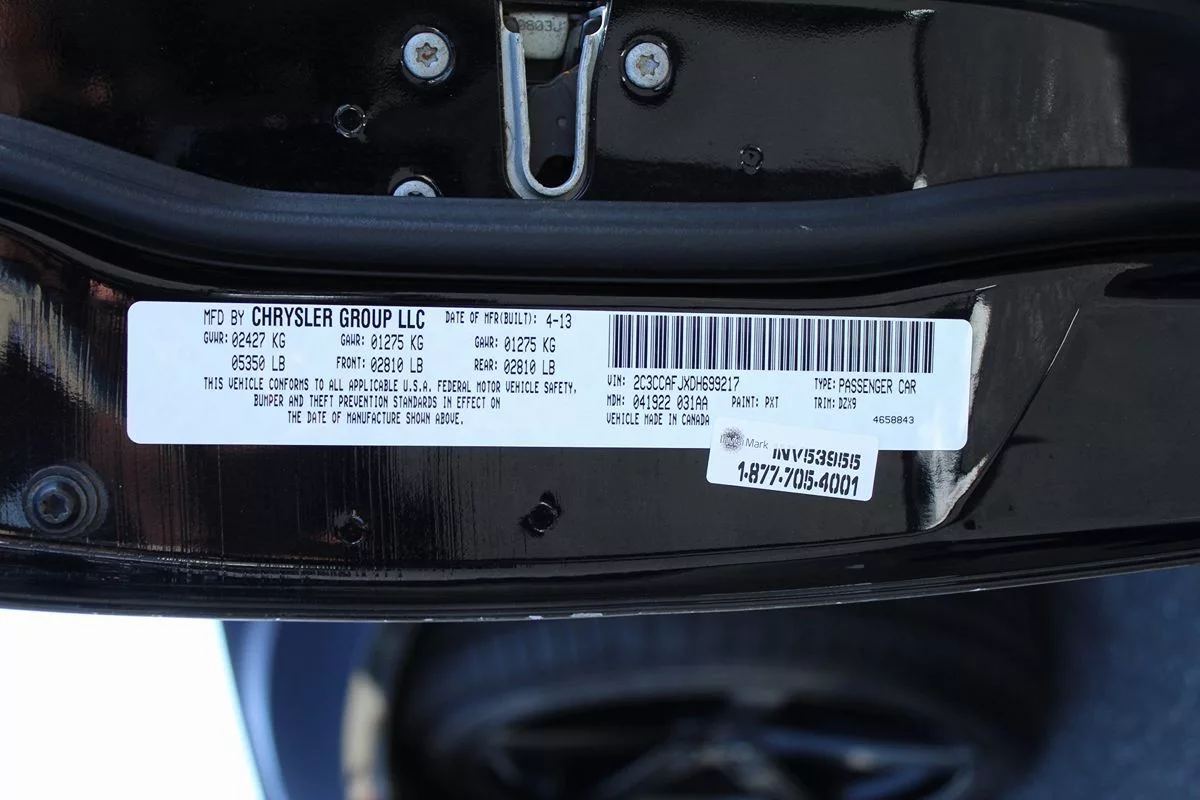 MFD BY CHRYSLER GROUP LLC DATE OF MFR(BUILT): 4-13
GVWR: 02427 KG GAWR: 01275 KG GAWR: 01275 KG
05350 LB FRONT: 02810 LB REAR: 02810 LB
THIS VEHICLE CONFORMS TO ALL APPLICABLE U.S.A. FEDERAL MOTOR VEHICLE SAFETY,
BUMPER AND THEFT PREVENTION STANDARDS IN EFFECT ON
THE DATE OF MANUFACTURE SHOWN ABOVE.
VIN: 2C3CCAFJXDH699217 TYPE: PASSENGER CAR
MDH: 041922 031AA PAINT: PXT TRIM: DZX9
VEHICLE MADE IN CANADA 4658843
Mark INV53955
1-877-705-4001